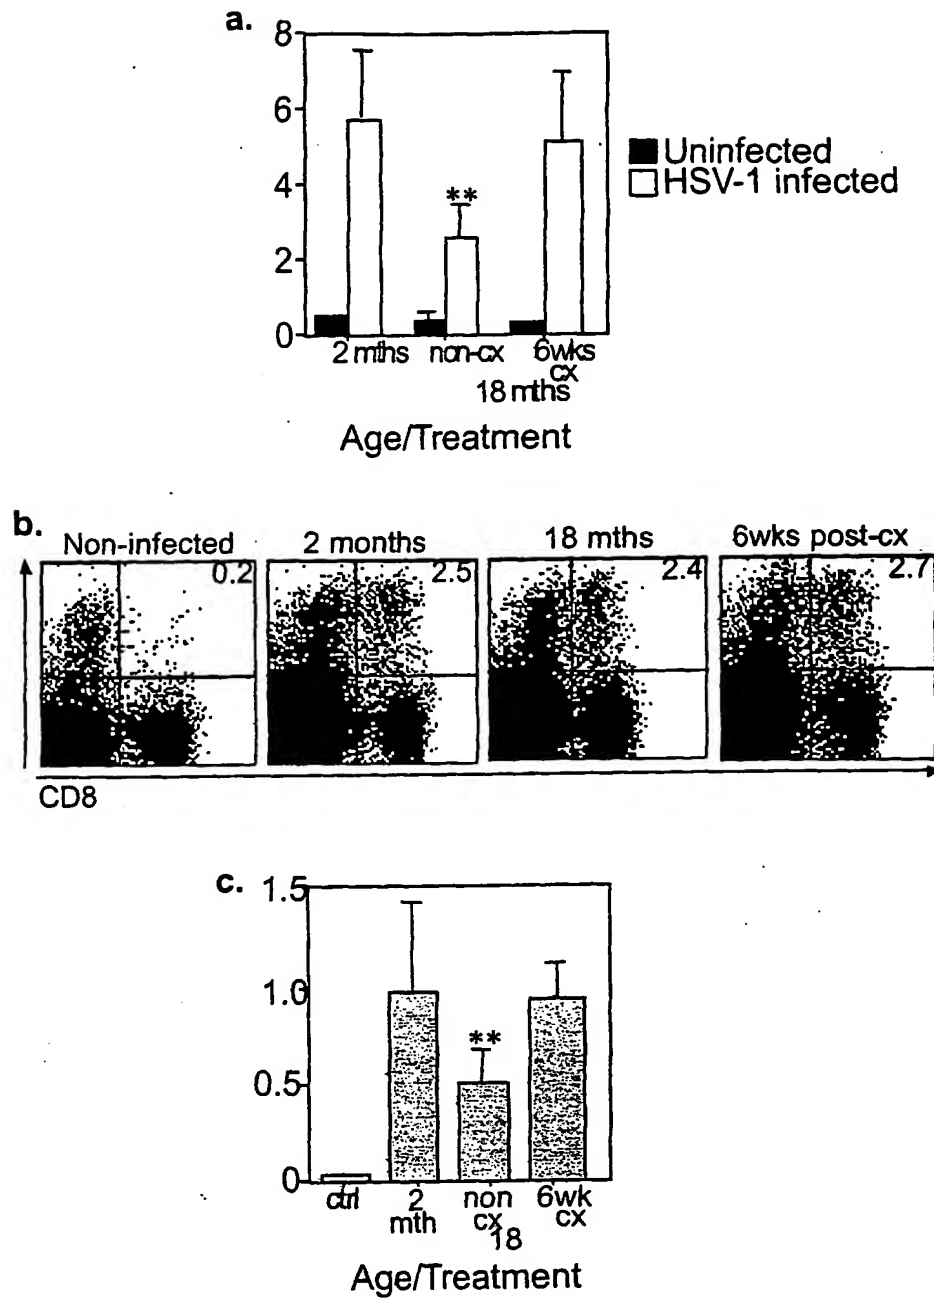 a.
8
6
4
2
0
**
Uninfected
HSV-1 infected
2 mths non-cx 6wks
cx
18 mths
Age/Treatment
b.
Non-infected 2 months 18 mths 6wks post-cx
0.2 2.5 2.4 2.7
CD8
c.
1.5
1.0
0.5
0
**
ctrl 2 non 6wk
mth cx cx
18
Age/Treatment